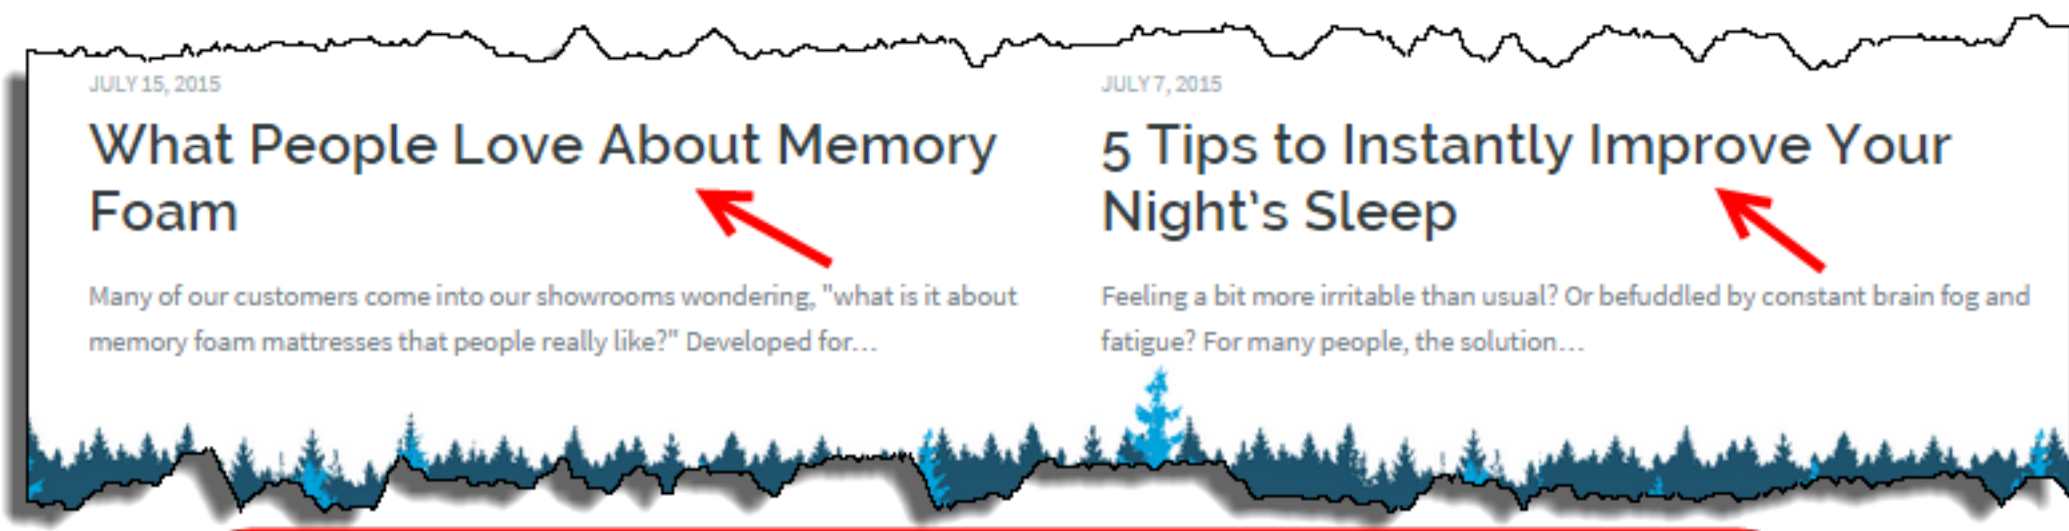 JULY 15, 2015
What People Love About Memory
Foam
Many of our customers come into our showrooms wondering, "what is it about
memory foam mattresses that people really like?" Developed for…
JULY 7, 2015
5 Tips to Instantly Improve Your
Night’s Sleep
Feeling a bit more irritable than usual? Or befuddled by constant brain fog and
fatigue? For many people, the solution…